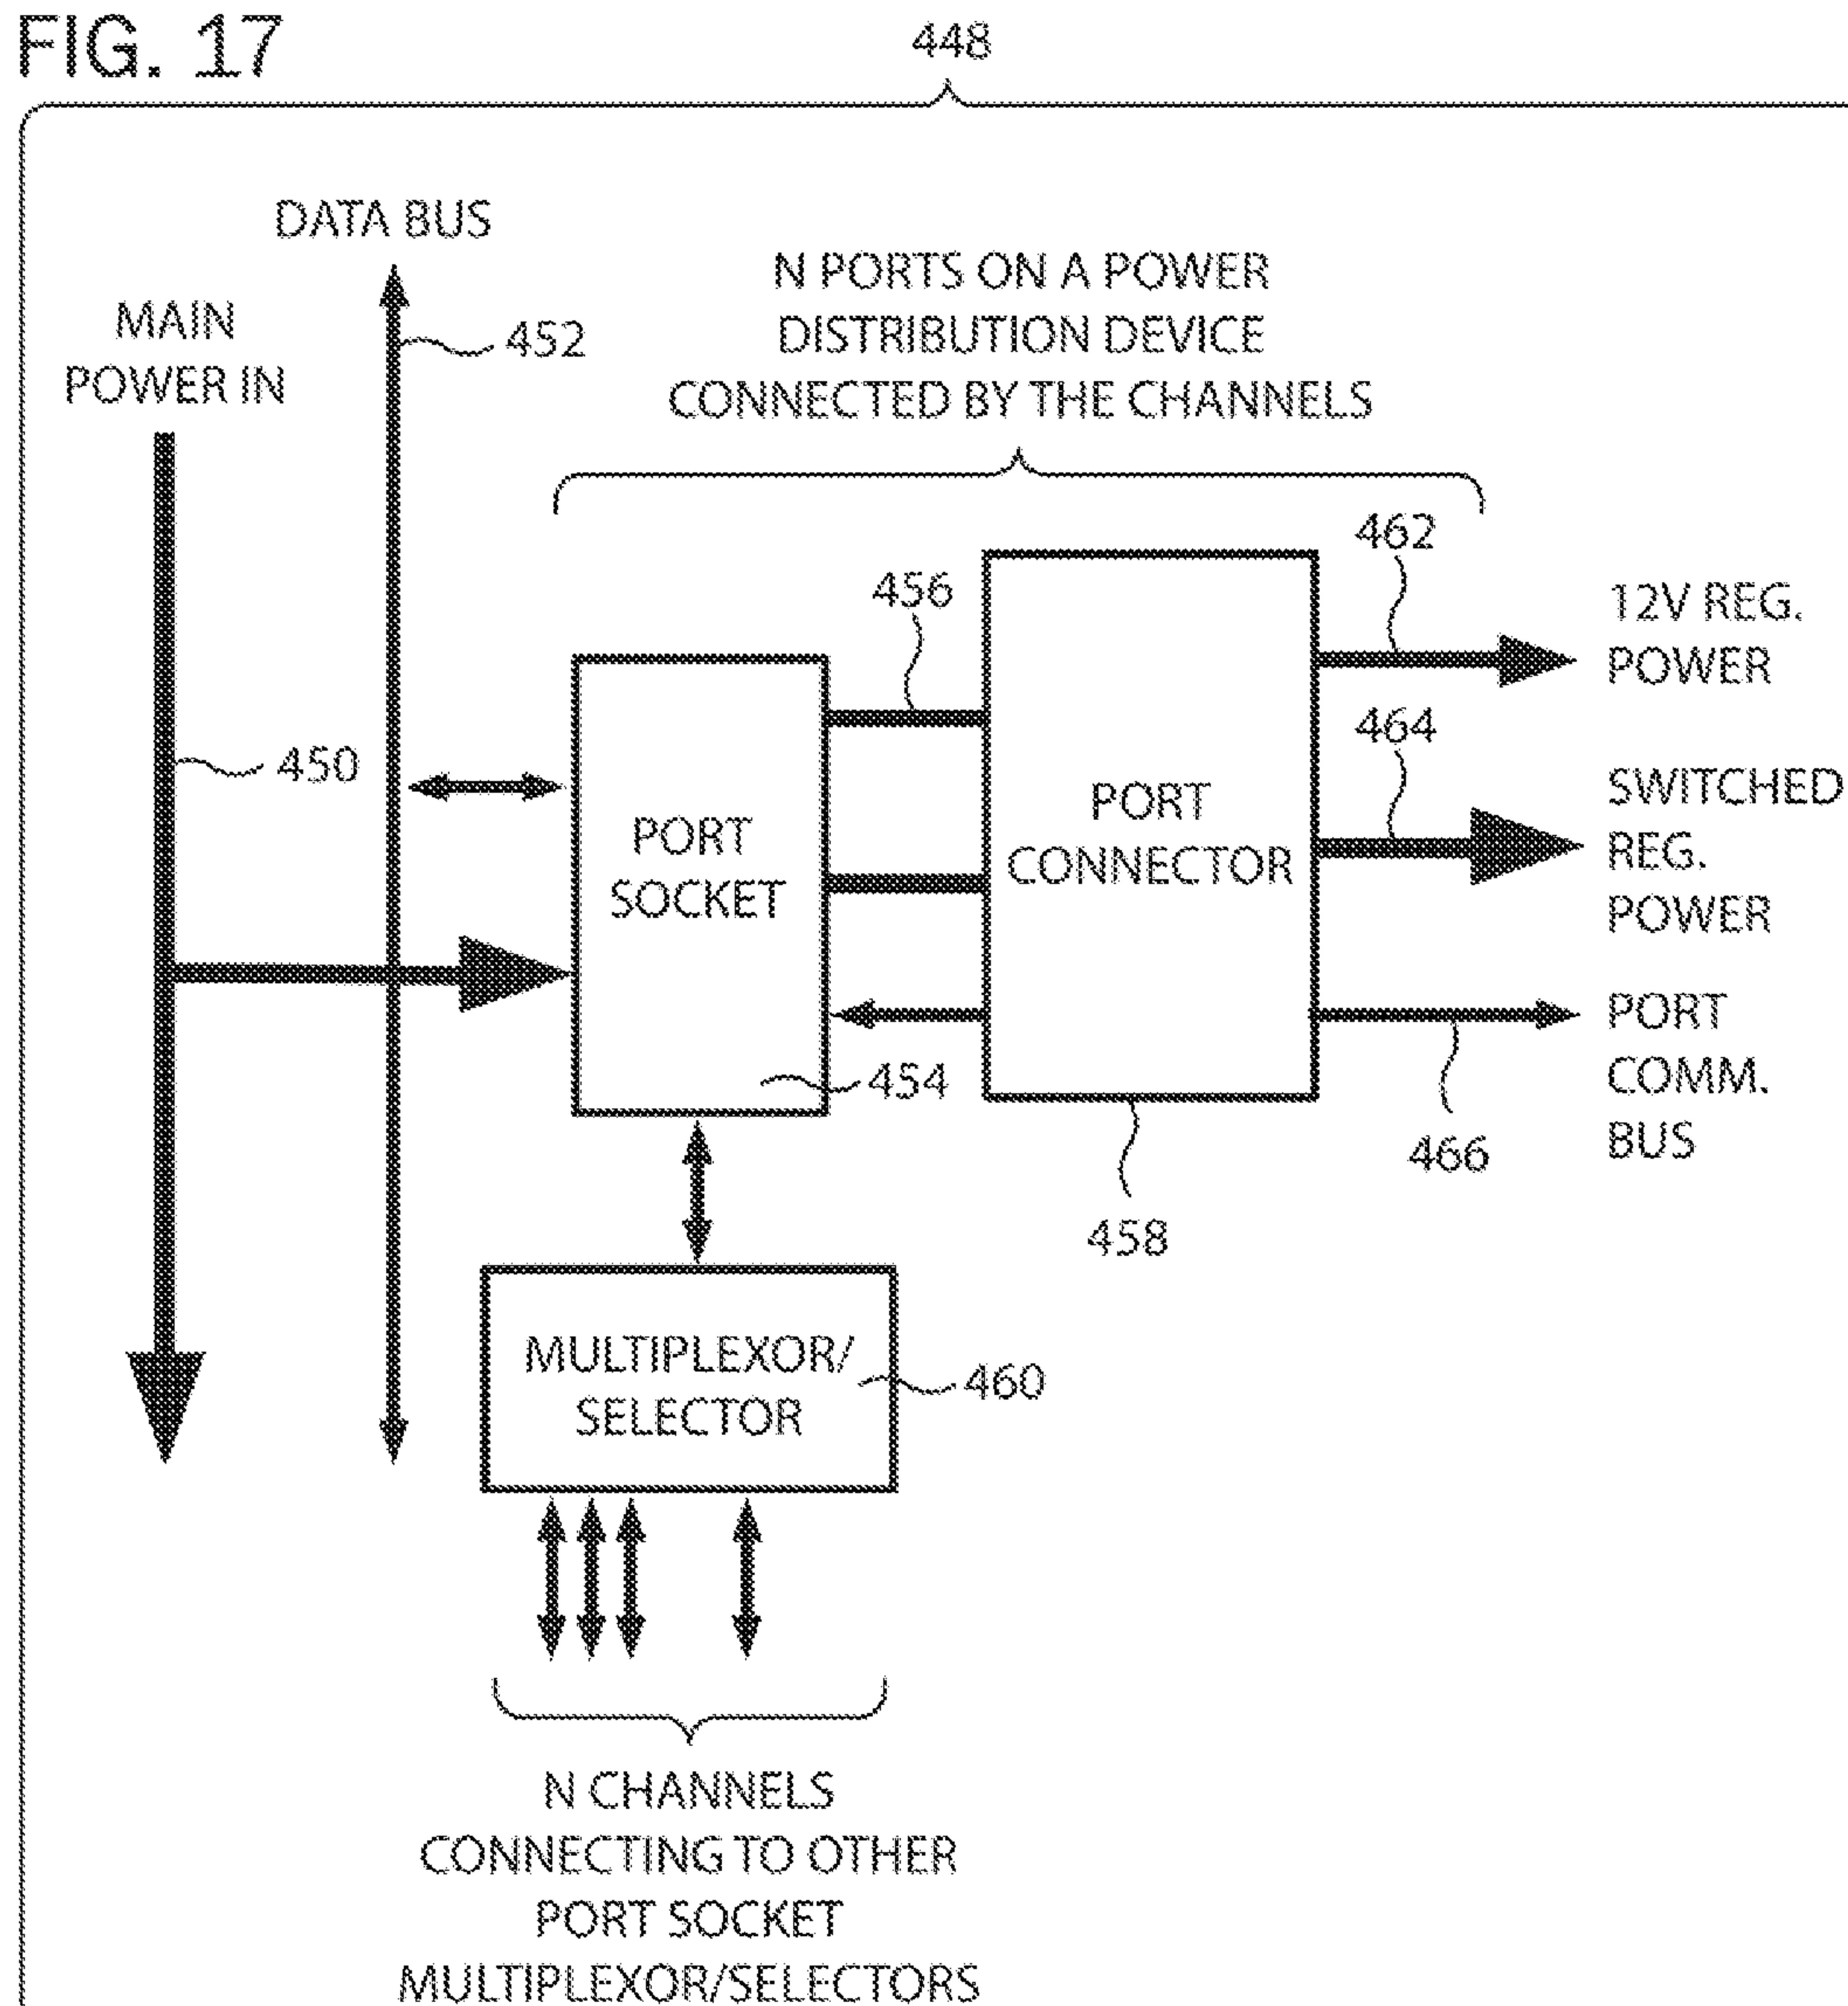 FIG. 17
448
DATA BUS
MAIN
POWER IN
452
N PORTS ON A POWER
DISTRIBUTION DEVICE
CONNECTED BY THE CHANNELS
450
456
462
12V REG.
POWER
464
SWITCHED
REG.
POWER
PORT
SOCKET
PORT
CONNECTOR
454
PORT
COMM.
BUS
466
458
MULTIPLEXOR/
SELECTOR
460
N CHANNELS
CONNECTING TO OTHER
PORT SOCKET
MULTIPLEXOR/SELECTORS